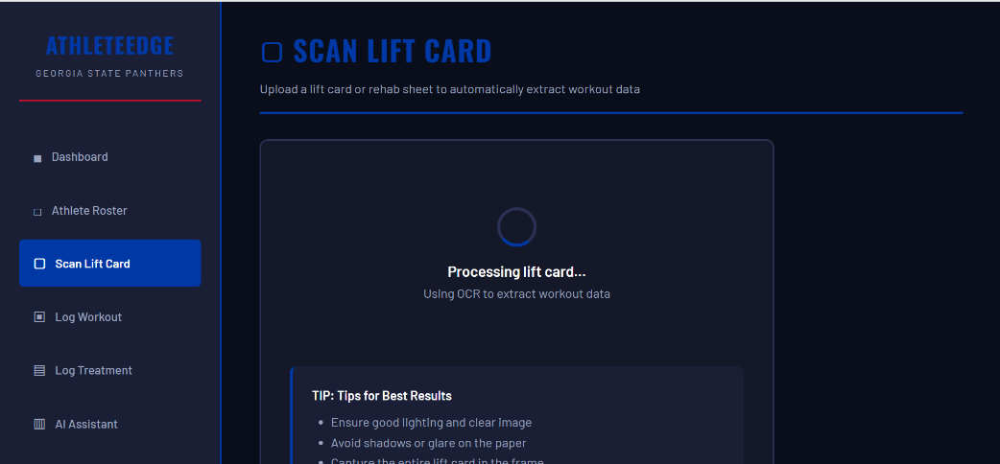 ATHLETEEDGE
GEORGIA STATE PANTHERS
Dashboard
Athlete Roster
Scan Lift Card
Log Workout
Log Treatment
AI Assistant
SCAN LIFT CARD
Upload a lift card or rehab sheet to automatically extract workout data
Processing lift card...
Using OCR to extract workout data
TIP: Tips for Best Results
Ensure good lighting and clear image
Avoid shadows or glare on the paper
Capture the entire lift card in the frame